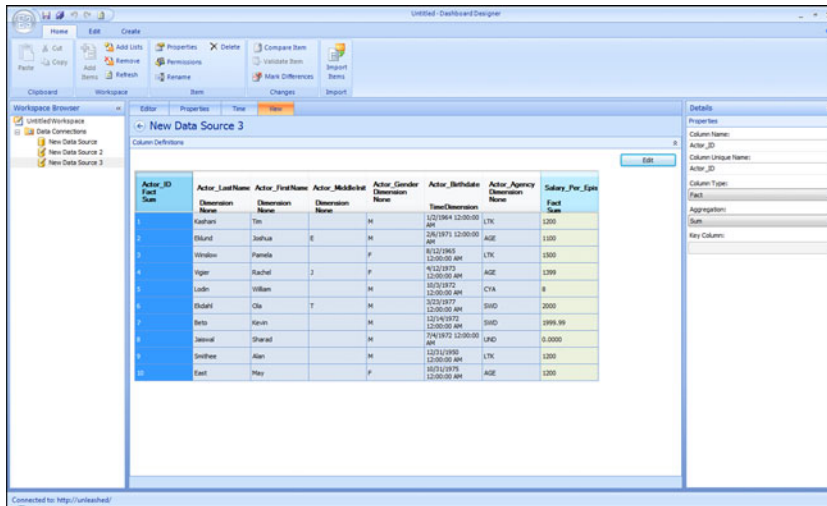 Untitled - Dashboard Designer
Home Edit Create
Paste
Cut
Copy
Clipboard
Add Items
Add Lists
Remove
Refresh
Workspace
Properties
Permissions
Rename
Delete
Item
Compare Item
Validate Item
Mark Differences
Changes
Import Items
Import
Workspace Browser
Untitled Workspace
Data Connections
New Data Source
New Data Source 2
New Data Source 3
Editor Properties Time View
New Data Source 3
Column Definitions
Edit
Actor_ID Actor_LastName Actor_FirstName Actor_MiddleInit Actor_Gender Actor_Birthdate Actor_Agency Salary_Per_Epis
Fact Dimension Dimension Dimension Dimension TimeDimension Dimension Fact
Sum None None None None None Sum
1 Kashani Tim M 1/2/1964 12:00:00 AM LTK 1200
2 Eklund Joshua E M 2/6/1971 12:00:00 AM AGE 1100
3 Winslow Pamela F 8/12/1965 12:00:00 AM LTK 1500
4 Vigier Rachel J F 4/12/1973 12:00:00 AM AGE 1399
5 Lodin William M 10/3/1972 12:00:00 AM CYA 8
6 Ekdahl Ola T M 3/23/1977 12:00:00 AM SWD 2000
7 Beto Kevin M 12/14/1972 12:00:00 AM SWD 1999.99
8 Jaiswal Sharad M 7/4/1972 12:00:00 AM UND 0.0000
9 Smithee Alan M 12/31/1950 12:00:00 AM LTK 1200
10 East May F 10/31/1975 12:00:00 AM AGE 1200
Details
Properties
Column Name:
Actor_ID
Column Unique Name:
Actor_ID
Column Type:
Fact
Aggregation:
Sum
Key Column:
Connected to: http://unleashed/